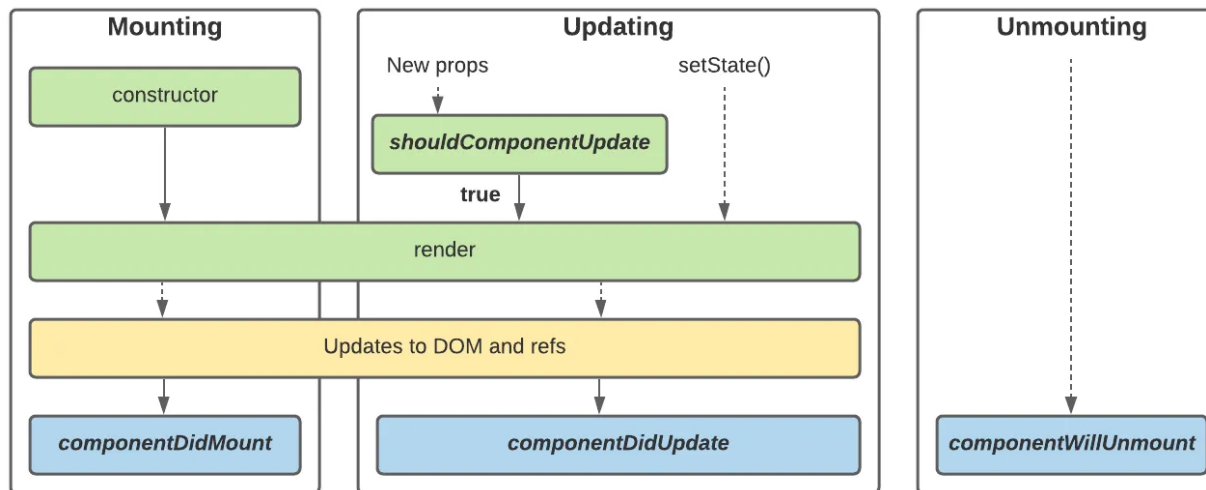 Mounting
Updating
Unmounting
New props
setState()
constructor
shouldComponentUpdate
true
render
Updates to DOM and refs
componentDidMount
componentDidUpdate
componentWillUnmount